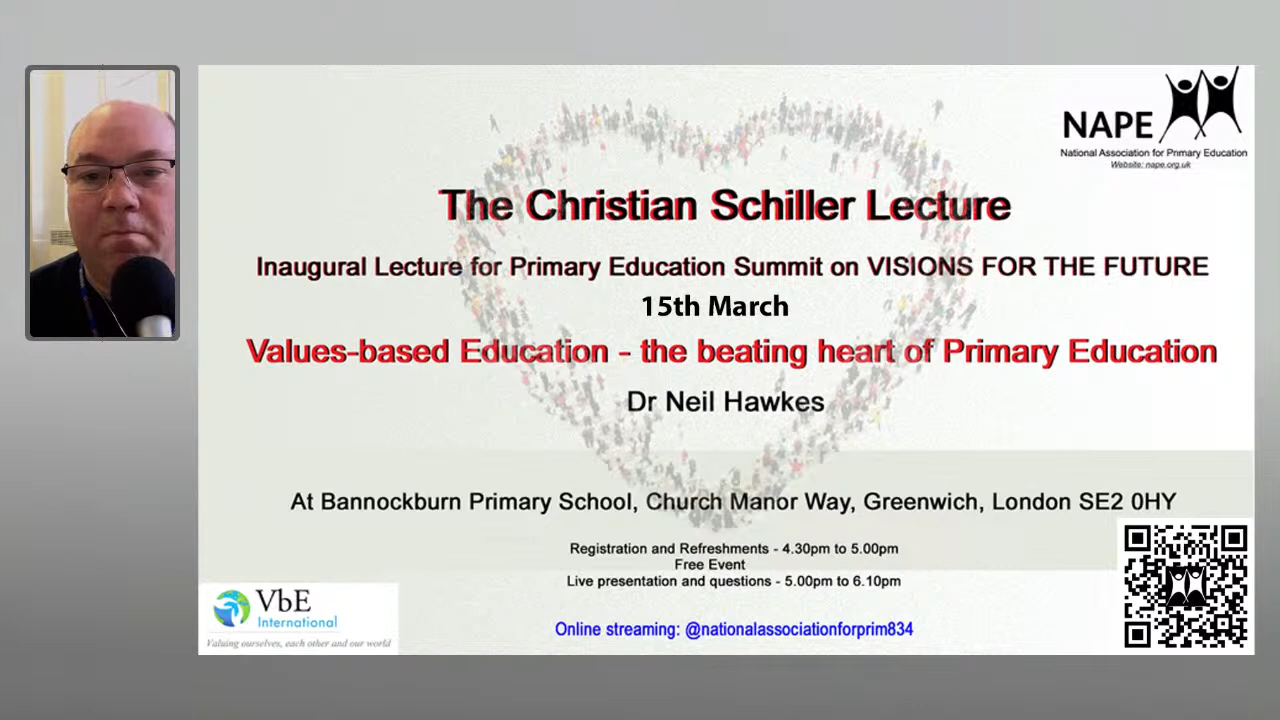 NAPE
National Association for Primary Education
Website: nape.org.uk
The Christian Schiller Lecture
Inaugural Lecture for Primary Education Summit on VISIONS FOR THE FUTURE
15th March
Values-based Education - the beating heart of Primary Education
Dr Neil Hawkes
At Bannockburn Primary School, Church Manor Way, Greenwich, London SE2 0HY
Registration and Refreshments - 4.30pm to 5.00pm
Free Event
Live presentation and questions - 5.00pm to 6.10pm
VbE
International
Valuing ourselves, each other and our world
Online streaming: @nationalassociationforprim834